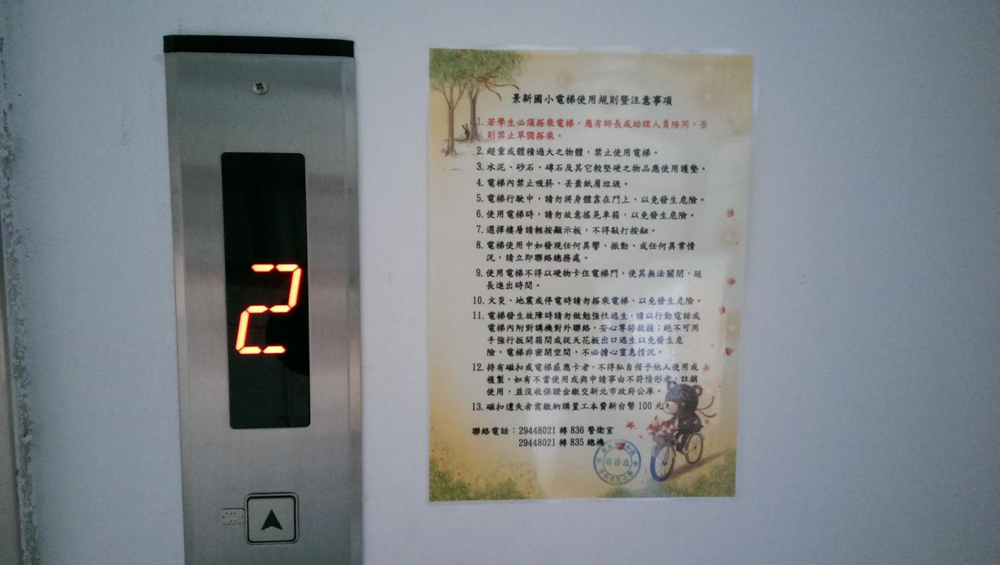 2
景新國小電梯使用規則暨注意事項
1. 若學生必須搭乘電梯，應有師長或助理人員陪同，否
則禁止單獨搭乘。
2. 超重或體積過大之物體，禁止使用電梯。
3. 水泥、砂石、磚石及其它較堅硬之物品應使用護墊。
4. 電梯內禁止吸菸、丟棄紙屑垃圾。
5. 電梯行駛中，請勿將身體靠在門上，以免發生危險。
6. 使用電梯時，請勿故意搖晃車箱，以免發生危險。
7. 選擇樓層請輕按顯示板，不得敲打按鈕。
8. 電梯使用中如發現任何異響、振動、或任何異常情
況，請立即聯絡總務處。
9. 使用電梯不得以硬物卡住電梯門，使其無法關閉，延
長進出時間。
10. 火災、地震或停電時請勿搭乘電梯，以免發生危險。
11. 電梯發生故障時請勿做勉強性逃生，請以行動電話或
電梯內附對講機對外聯絡，安心等待救援；絕不可用
手強行扳開箱間或從天花板出口逃生以免發生危
險，電梯非密閉空間，不必擔心窒息情況。
12. 持有磁扣或電梯感應卡者，不得私自借予他人使用或
複製，如有不當使用或與申請事由不符情形者，註銷
使用，並沒收保證金繳交新北市政府公庫。
13. 磁扣遺失者需繳納購置工本費新台幣 100 元。
聯絡電話：29448021 轉 836 警衛室
29448021 轉 835 總機